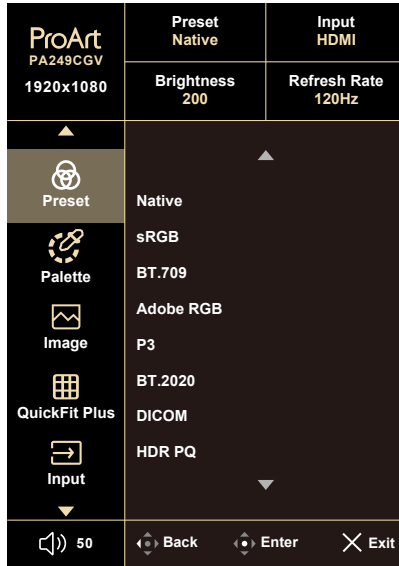 ProArt
PA249CGV
1920x1080
Preset
Native
Input
HDMI
Brightness
200
Refresh Rate
120Hz
Preset
Palette
Image
QuickFit Plus
Input
Native
sRGB
BT.709
Adobe RGB
P3
BT.2020
DICOM
HDR PQ
50
Back
Enter
Exit